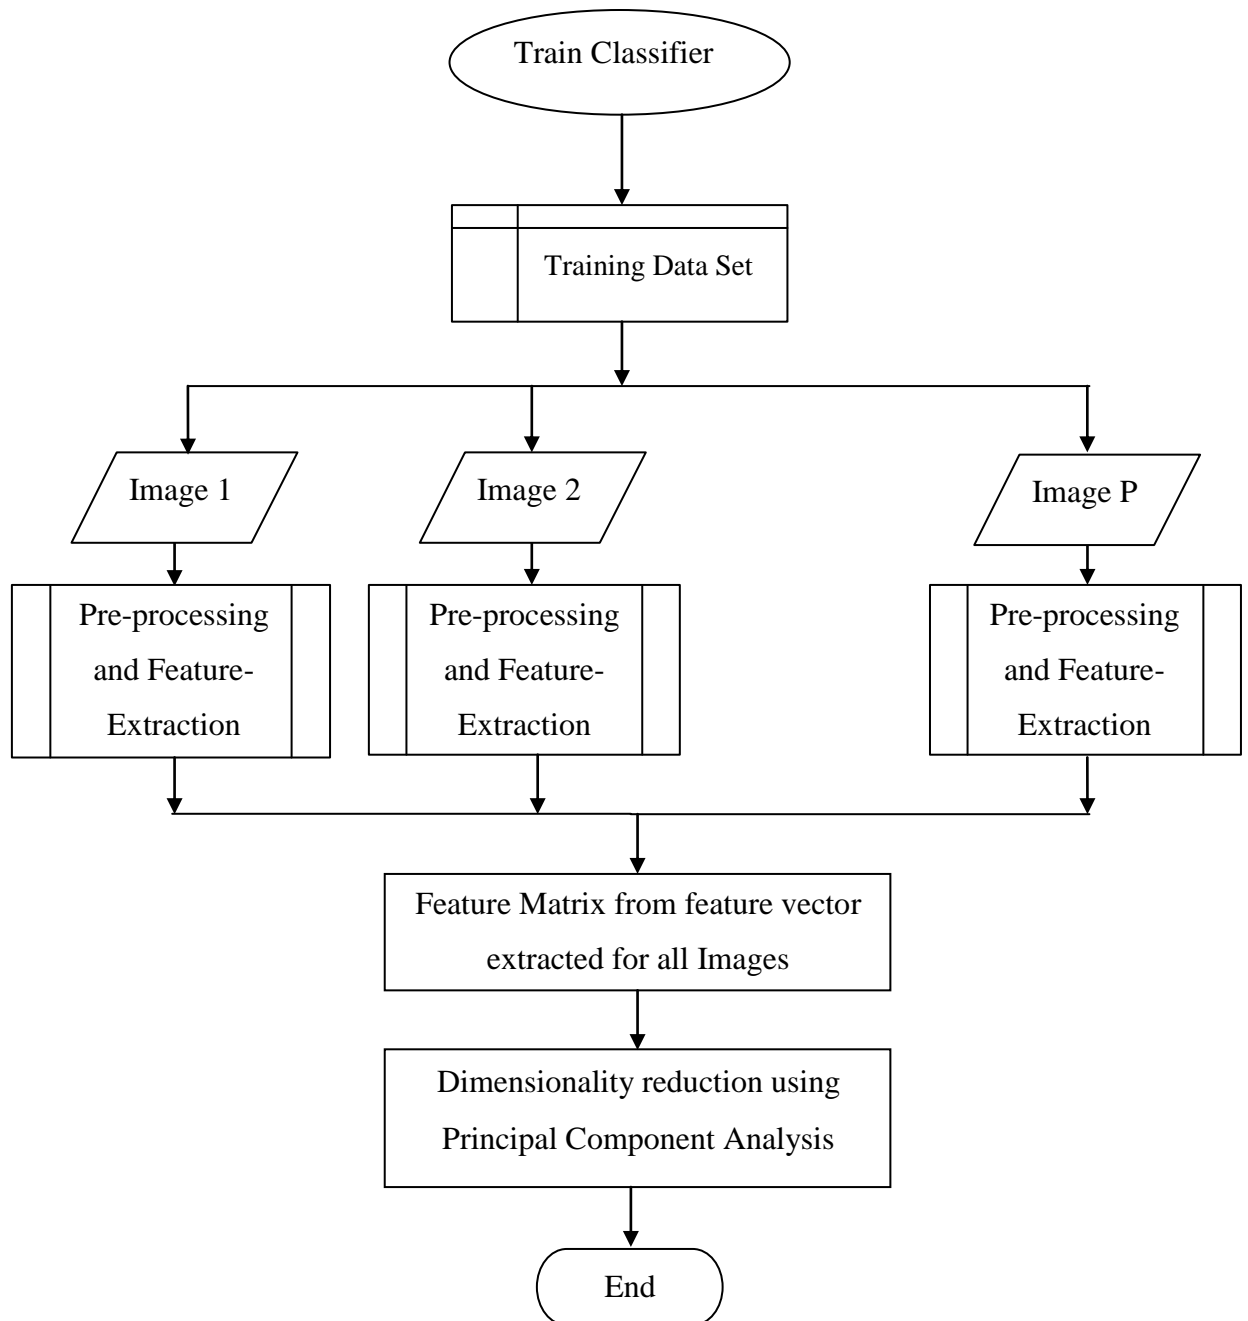 Train Classifier
Training Data Set
Image 1
Image 2
Image P
Pre-processing
and Feature-
Extraction
Pre-processing
and Feature-
Extraction
Pre-processing
and Feature-
Extraction
Feature Matrix from feature vector
extracted for all Images
Dimensionality reduction using
Principal Component Analysis
End